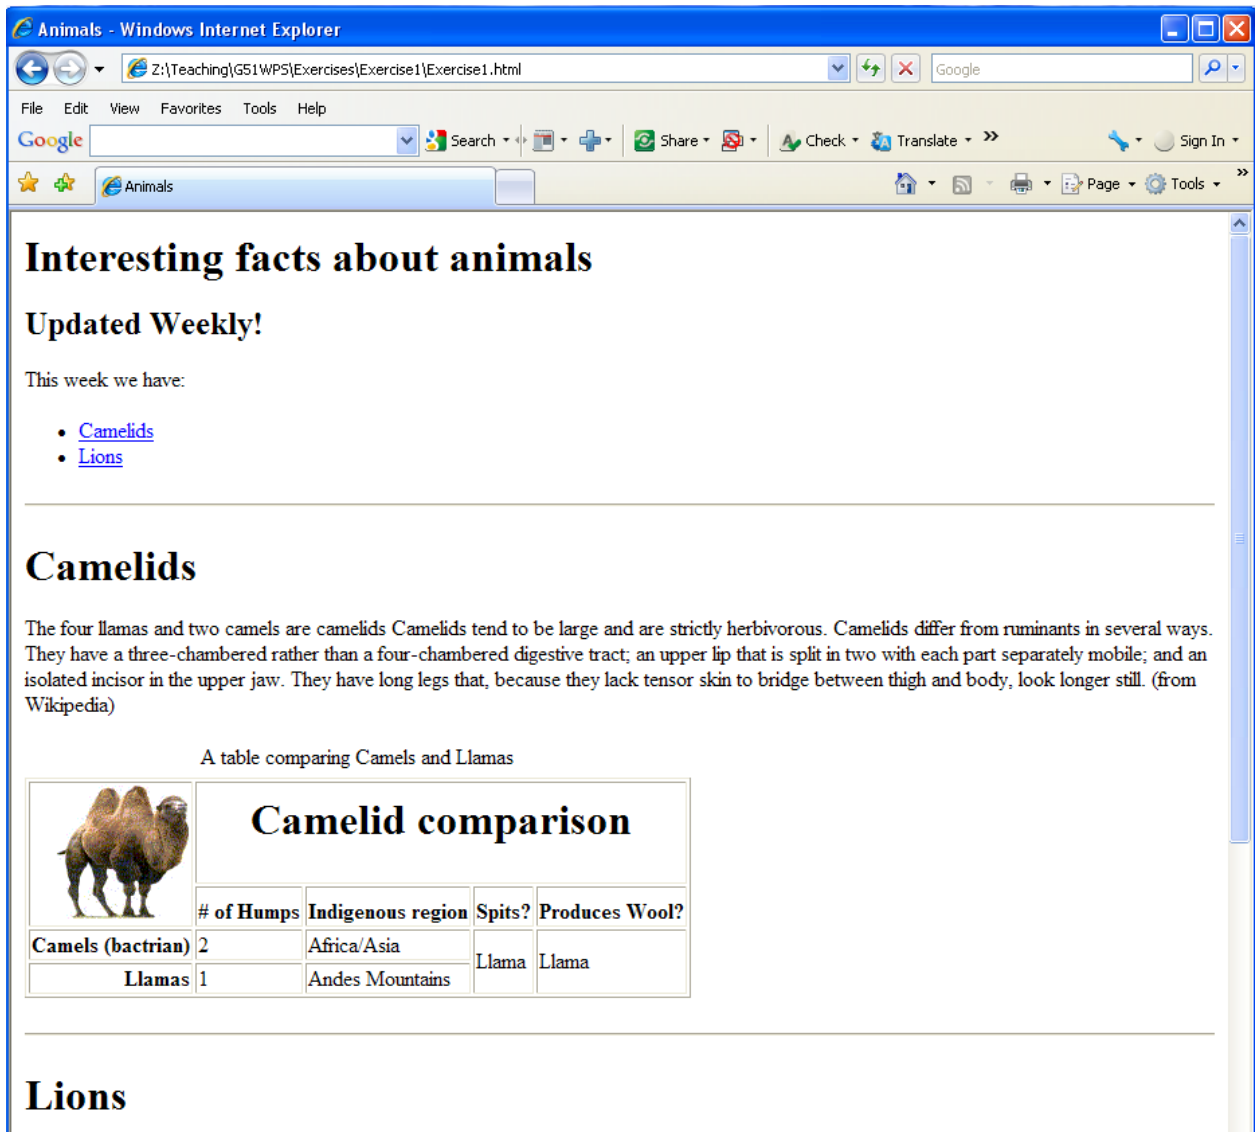 Animals - Windows Internet Explorer
Z:\Teaching\G51WPS\Exercises\Exercise1\Exercise1.html
Google
File Edit View Favorites Tools Help
Google Search Share Check Translate » Sign In
Animals Page Tools »
Interesting facts about animals
Updated Weekly!
This week we have:
• Camelids
• Lions
Camelids
The four llamas and two camels are camelids Camelids tend to be large and are strictly herbivorous. Camelids differ from ruminants in several ways.
They have a three-chambered rather than a four-chambered digestive tract; an upper lip that is split in two with each part separately mobile; and an
isolated incisor in the upper jaw. They have long legs that, because they lack tensor skin to bridge between thigh and body, look longer still. (from
Wikipedia)
A table comparing Camels and Llamas
Camelid comparison
# of Humps Indigenous region Spits? Produces Wool?
Camels (bactrian) 2 Africa/Asia Llama Llama
Llamas 1 Andes Mountains
Lions